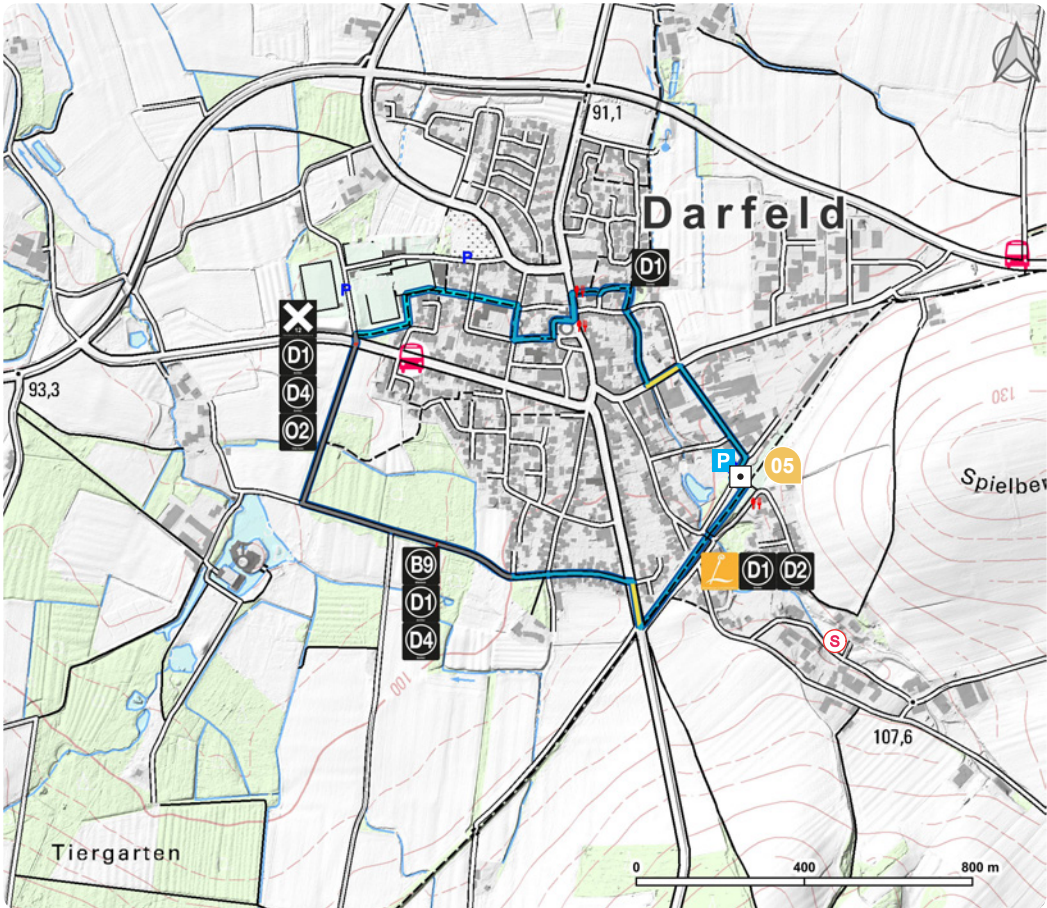 91,1
Darfeld
D1
P
P
12
D1
D4
O2
93,3
130
P
05
Spielbe
B9
D1
D4
L
D1
D2
S
100
107,6
Tiergarten
0 400 800 m